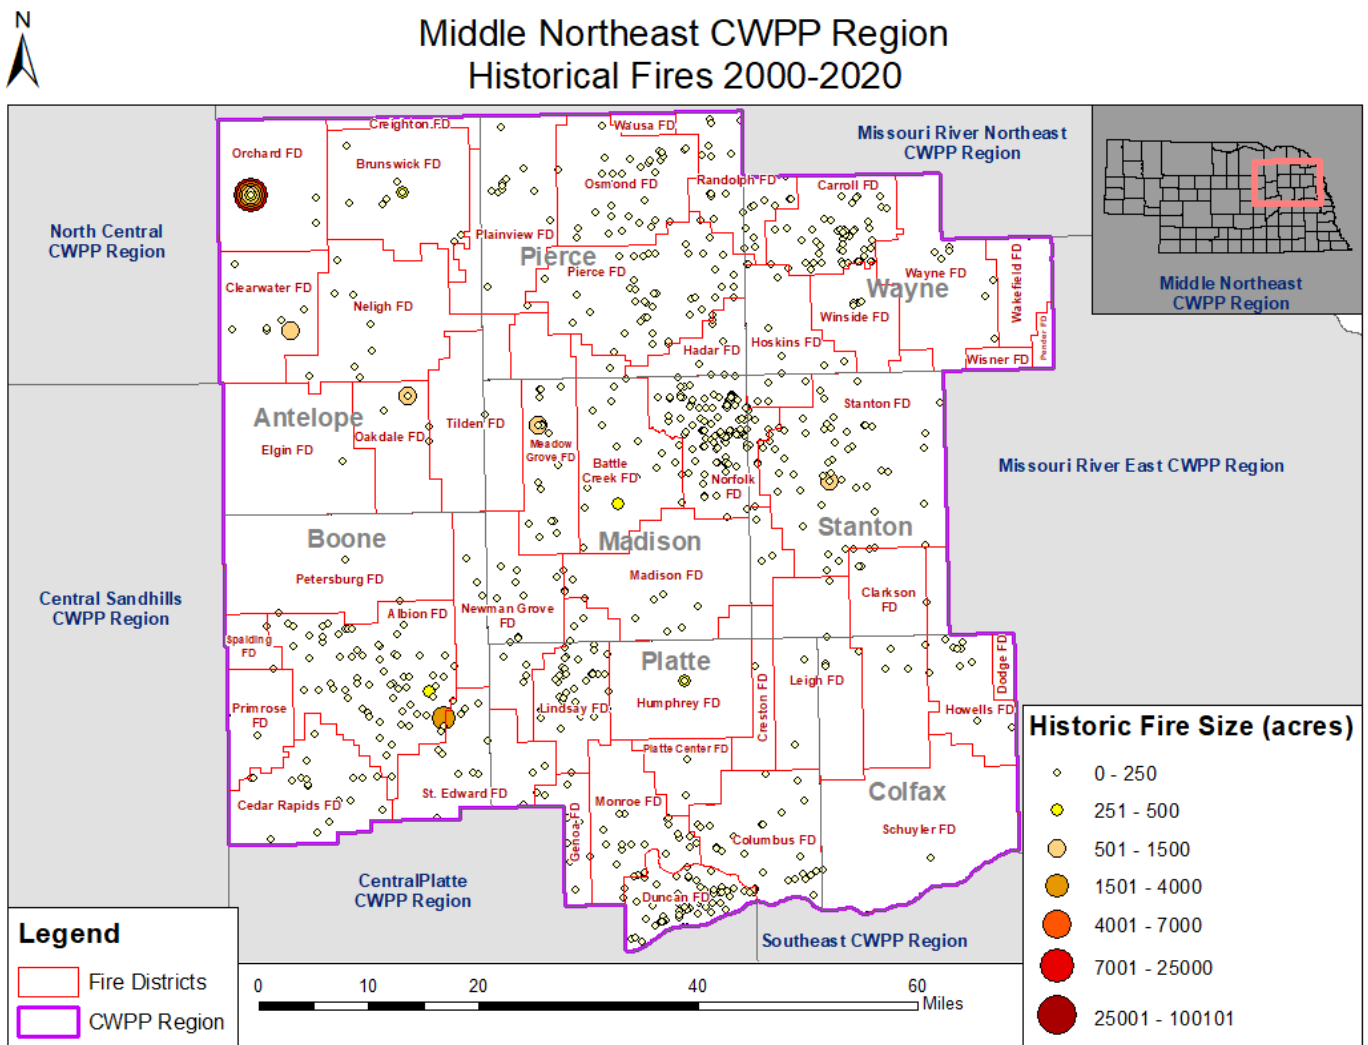 N
Middle Northeast CWPP Region
Historical Fires 2000-2020
Creighton FD
Wausa FD
Orchard FD
Brunswick FD
Osmond FD
Randolph FD
Carroll FD
Missouri River Northeast
CWPP Region
North Central
CWPP Region
Plainview FD
Pierce
Pierce FD
Wayne FD
Wayne
Wakefield FD
Middle Northeast
CWPP Region
Clearwater FD
Neligh FD
Winside FD
Pender FD
Hadar FD
Hoskins FD
Wisner FD
Antelope
Elgin FD
Oakdale FD
Tilden FD
Meadow
Grove FD
Battle
Creek FD
Norfolk
FD
Stanton FD
Missouri River East CWPP Region
Boone
Petersburg FD
Madison
Madison FD
Stanton
Central Sandhills
CWPP Region
Albion FD
Newman Grove
FD
Clarkson
FD
Spalding
FD
Platte
Humphrey FD
Creston FD
Leigh FD
Dodge FD
Primrose
FD
Lindsay FD
Howells FD
Platte Center FD
Cedar Rapids FD
St. Edward FD
Genoa FD
Monroe FD
Columbus FD
Colfax
Schuyler FD
CentralPlatte
CWPP Region
Duncan FD
Southeast CWPP Region
Historic Fire Size (acres)
0 - 250
251 - 500
501 - 1500
1501 - 4000
4001 - 7000
7001 - 25000
25001 - 100101
Legend
Fire Districts
CWPP Region
0 10 20 40 60
Miles